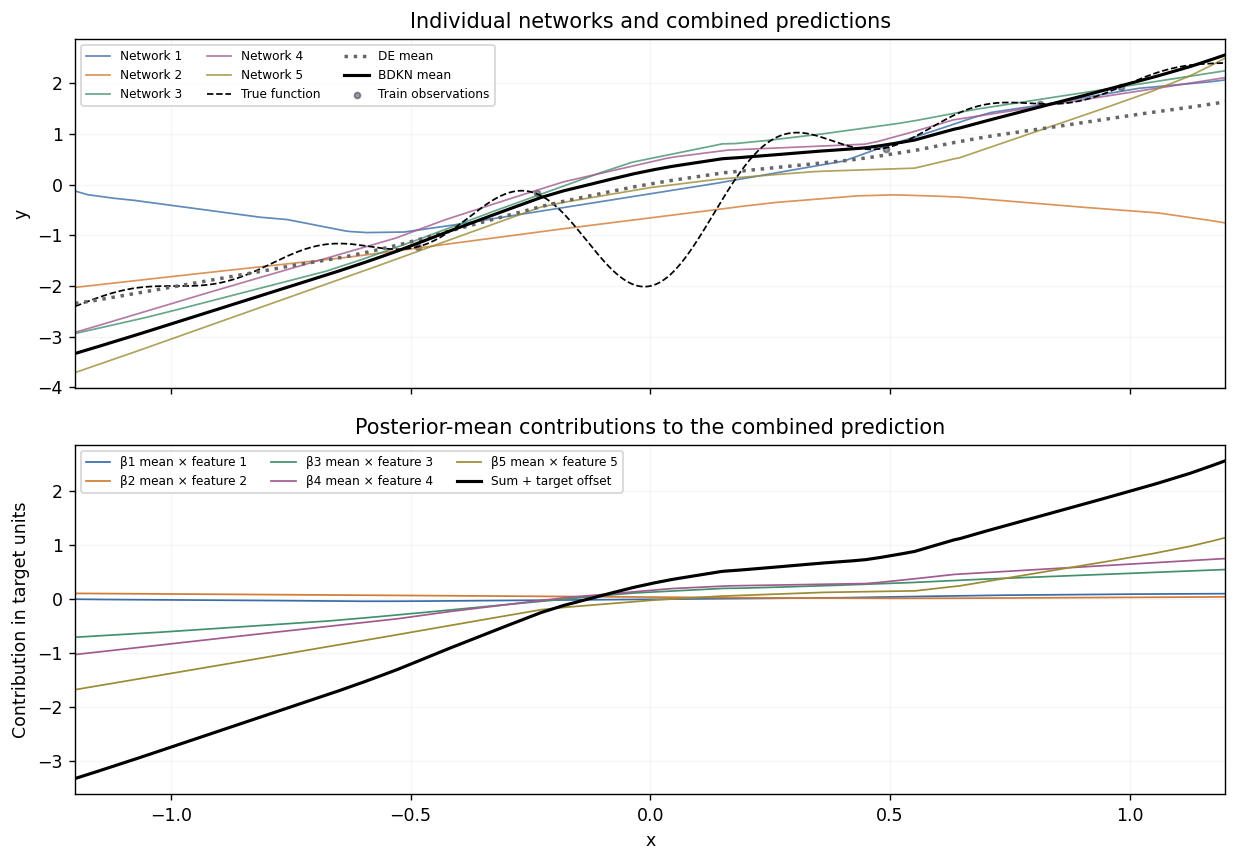 Individual networks and combined predictions
Network 1
Network 2
Network 3
Network 4
Network 5
True function
DE mean
BDKN mean
Train observations
y
2
1
0
−1
−2
−3
−4
Posterior-mean contributions to the combined prediction
β1 mean × feature 1
β2 mean × feature 2
β3 mean × feature 3
β4 mean × feature 4
β5 mean × feature 5
Sum + target offset
Contribution in target units
2
1
0
−1
−2
−3
−1.0
−0.5
0.0
0.5
1.0
x